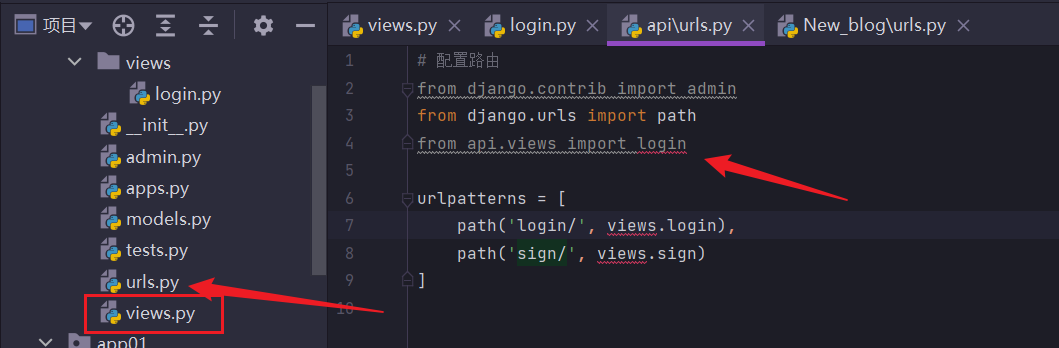 项目
views
login.py
__init__.py
admin.py
apps.py
models.py
tests.py
urls.py
views.py
app01
views.py login.py api\urls.py New_blog\urls.py
1 # 配置路由
2 from django.contrib import admin
3 from django.urls import path
4 from api.views import login
5
6 urlpatterns = [
7 path('login/', views.login),
8 path('sign/', views.sign)
9 ]
10